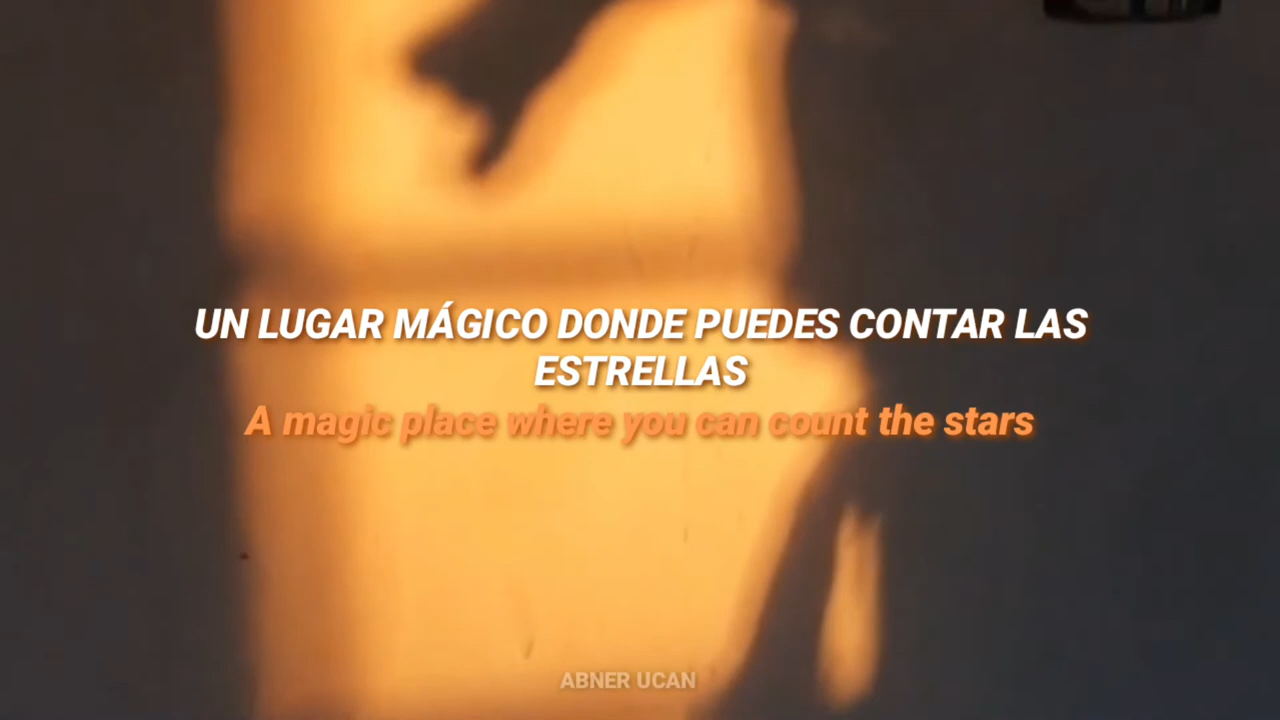 UN LUGAR MÁGICO DONDE PUEDES CONTAR LAS
ESTRELLAS
A magic place where you can count the stars
ABNER UCAN